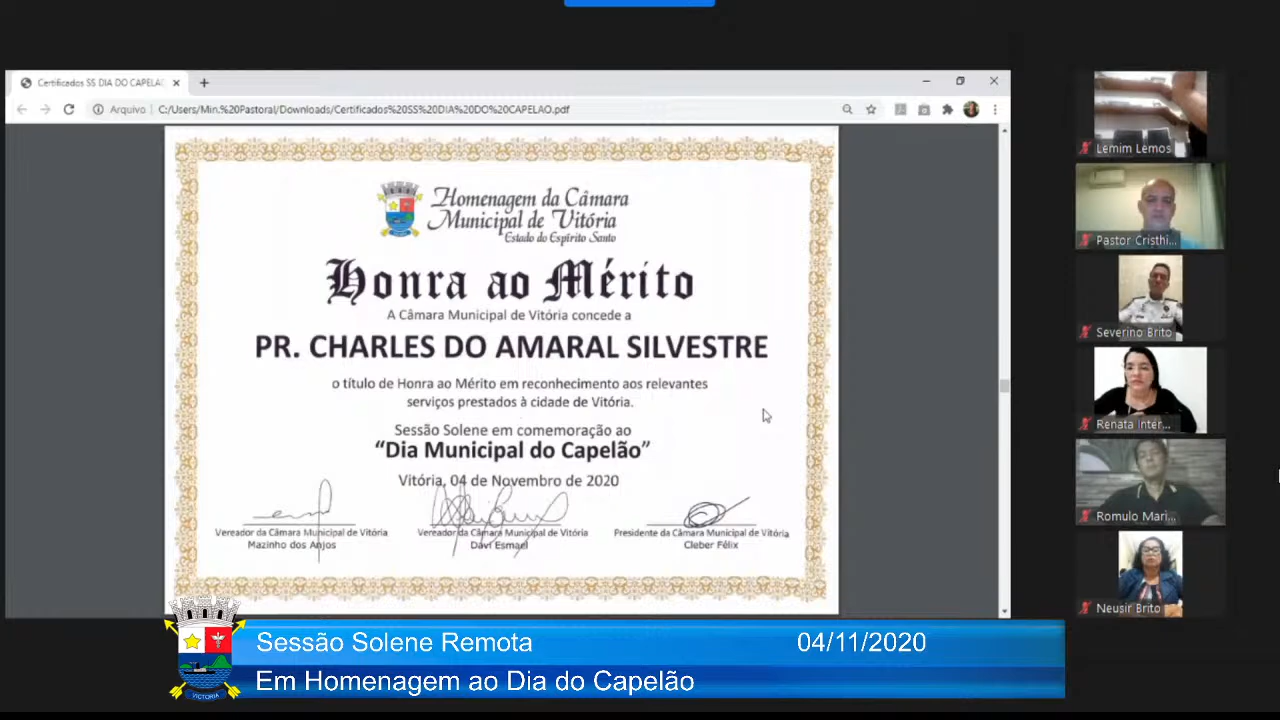 Certificados SS DIA DO CAPELAO
Arquivo
C:/Users/Min.%20Pastoral/Downloads/Certificados%20SS%20DIA%20DO%20CAPELAO.pdf
Homenagem da Câmara
Municipal de Vitória
Estado do Espírito Santo
Honra ao Mérito
A Câmara Municipal de Vitória concede a
PR. CHARLES DO AMARAL SILVESTRE
o título de Honra ao Mérito em reconhecimento aos relevantes
serviços prestados à cidade de Vitória.
Sessão Solene em comemoração ao
“Dia Municipal do Capelão”
Vitória, 04 de Novembro de 2020
Vereador da Câmara Municipal de Vitória
Mazinho dos Anjos
Vereador da Câmara Municipal de Vitória
Davi Esmael
Presidente da Câmara Municipal de Vitória
Cleber Félix
Lemim Lemos
Pastor Cristhi...
Severino Brito
Renata Inter...
Romulo Mari...
Neusir Brito
Sessão Solene Remota
04/11/2020
Em Homenagem ao Dia do Capelão
VICTORIA